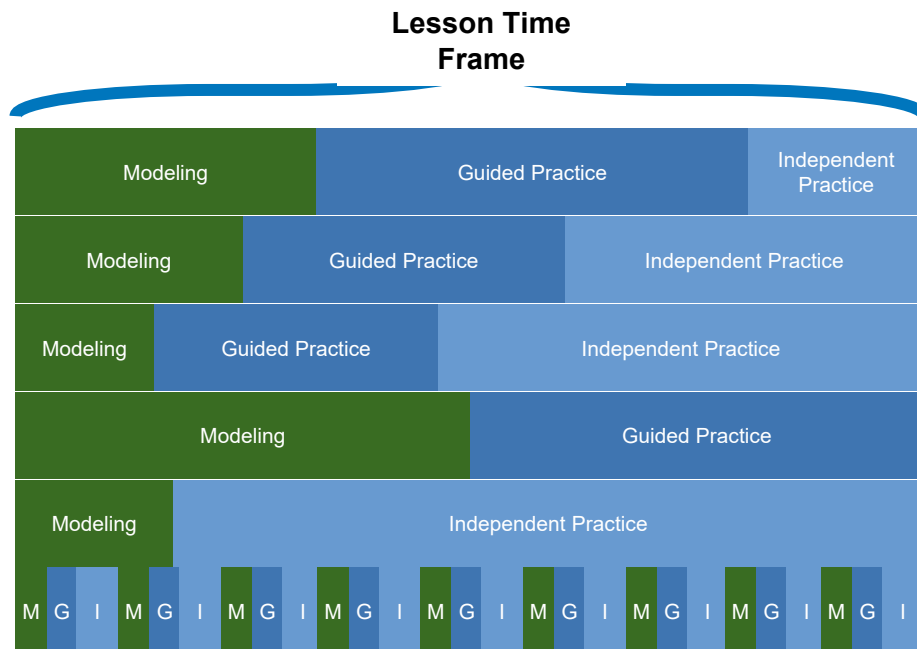 Lesson Time
Frame
Modeling Guided Practice Independent
Practice
Modeling Guided Practice Independent Practice
Modeling Guided Practice Independent Practice
Modeling Guided Practice
Modeling Independent Practice
M G I M G I M G I M G I M G I M G I M G I M G I M G I